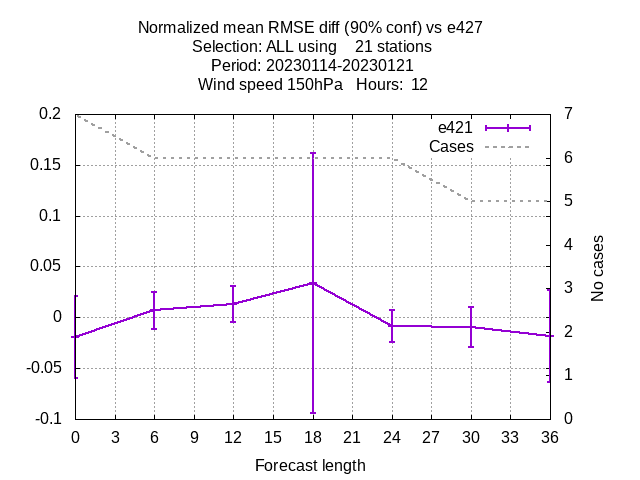 Normalized mean RMSE diff (90% conf) vs e427
Selection: ALL using    21 stations
Period: 20230114-20230121
Wind speed 150hPa   Hours:  12
0.2
0.15
0.1
0.05
0
-0.05
-0.1
e421
Cases
7
6
5
4
3
2
1
0
No cases
0 3 6 9 12 15 18 21 24 27 30 33 36
Forecast length